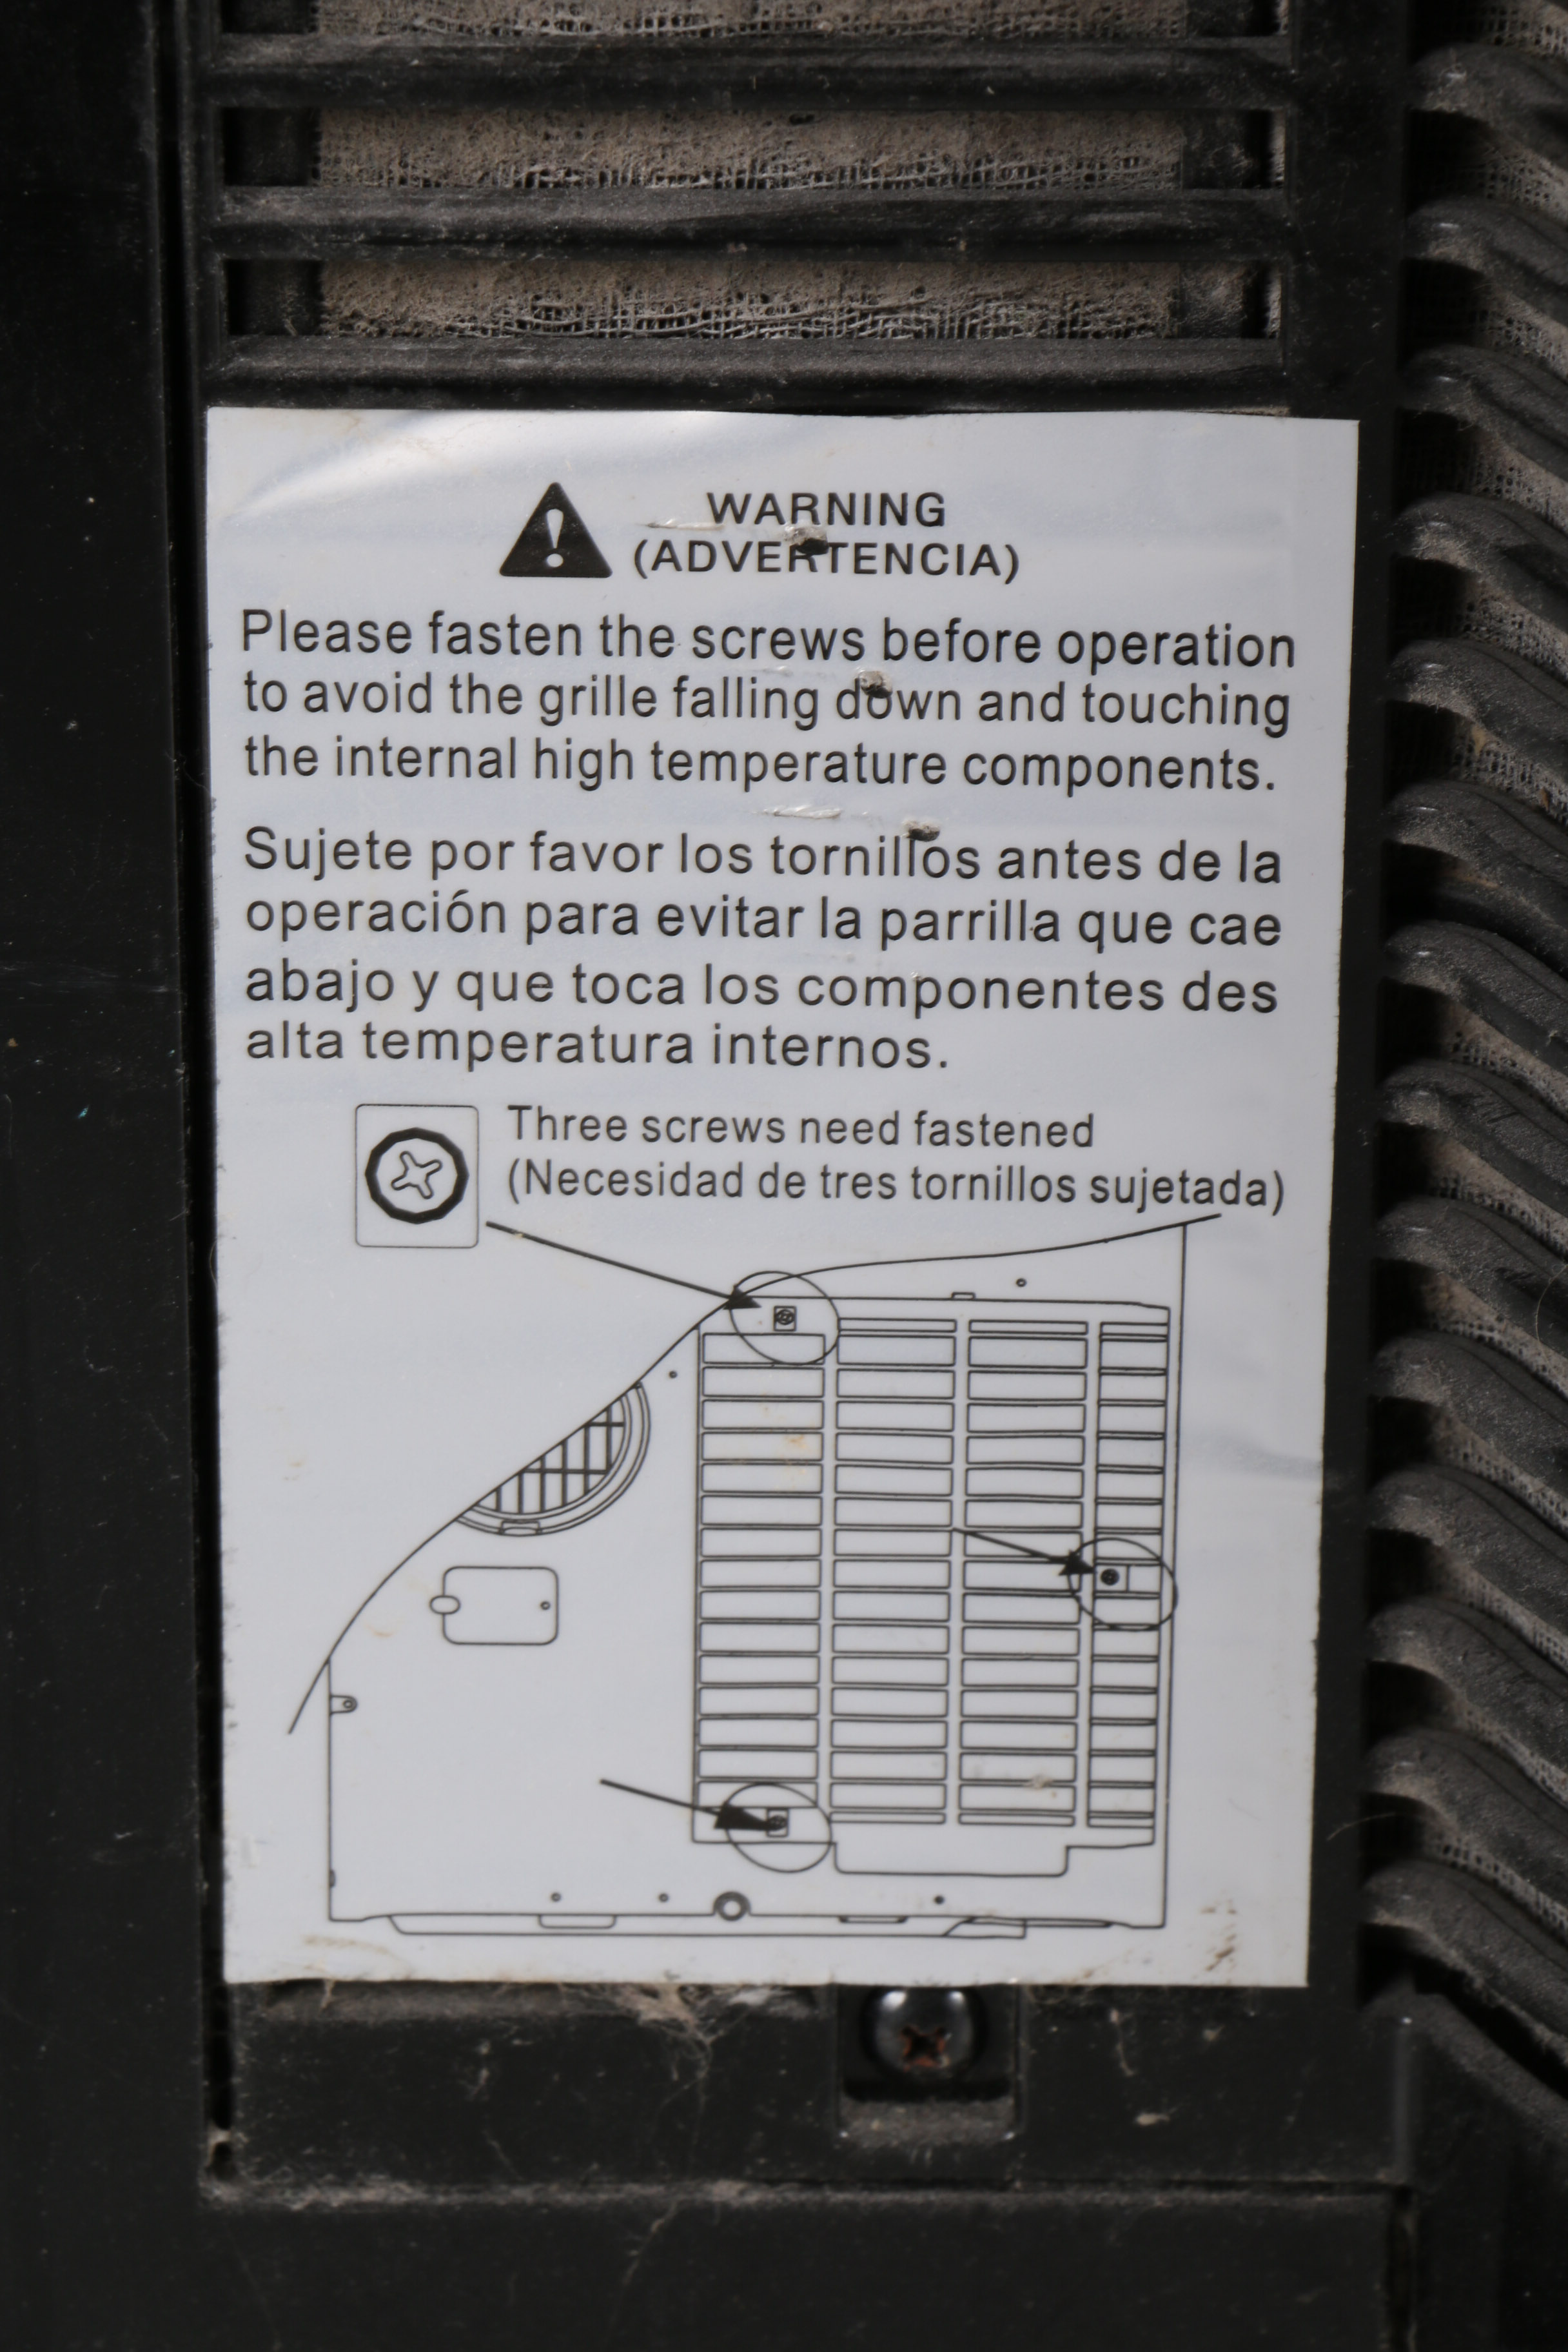 WARNING
(ADVERTENCIA)
Please fasten the screws before operation
to avoid the grille falling down and touching
the internal high temperature components.
Sujete por favor los tornillos antes de la
operación para evitar la parrilla que cae
abajo y que toca los componentes des
alta temperatura internos.
Three screws need fastened
(Necesidad de tres tornillos sujetada)